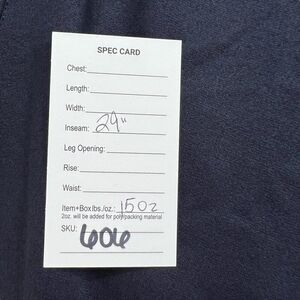 SPEC CARD
Chest:
Length:
Width:
Inseam: 29"
Leg Opening:
Rise:
Waist:
Item+Box lbs./oz.: 15oz
2oz. will be added for poly/packing material
SKU: 606